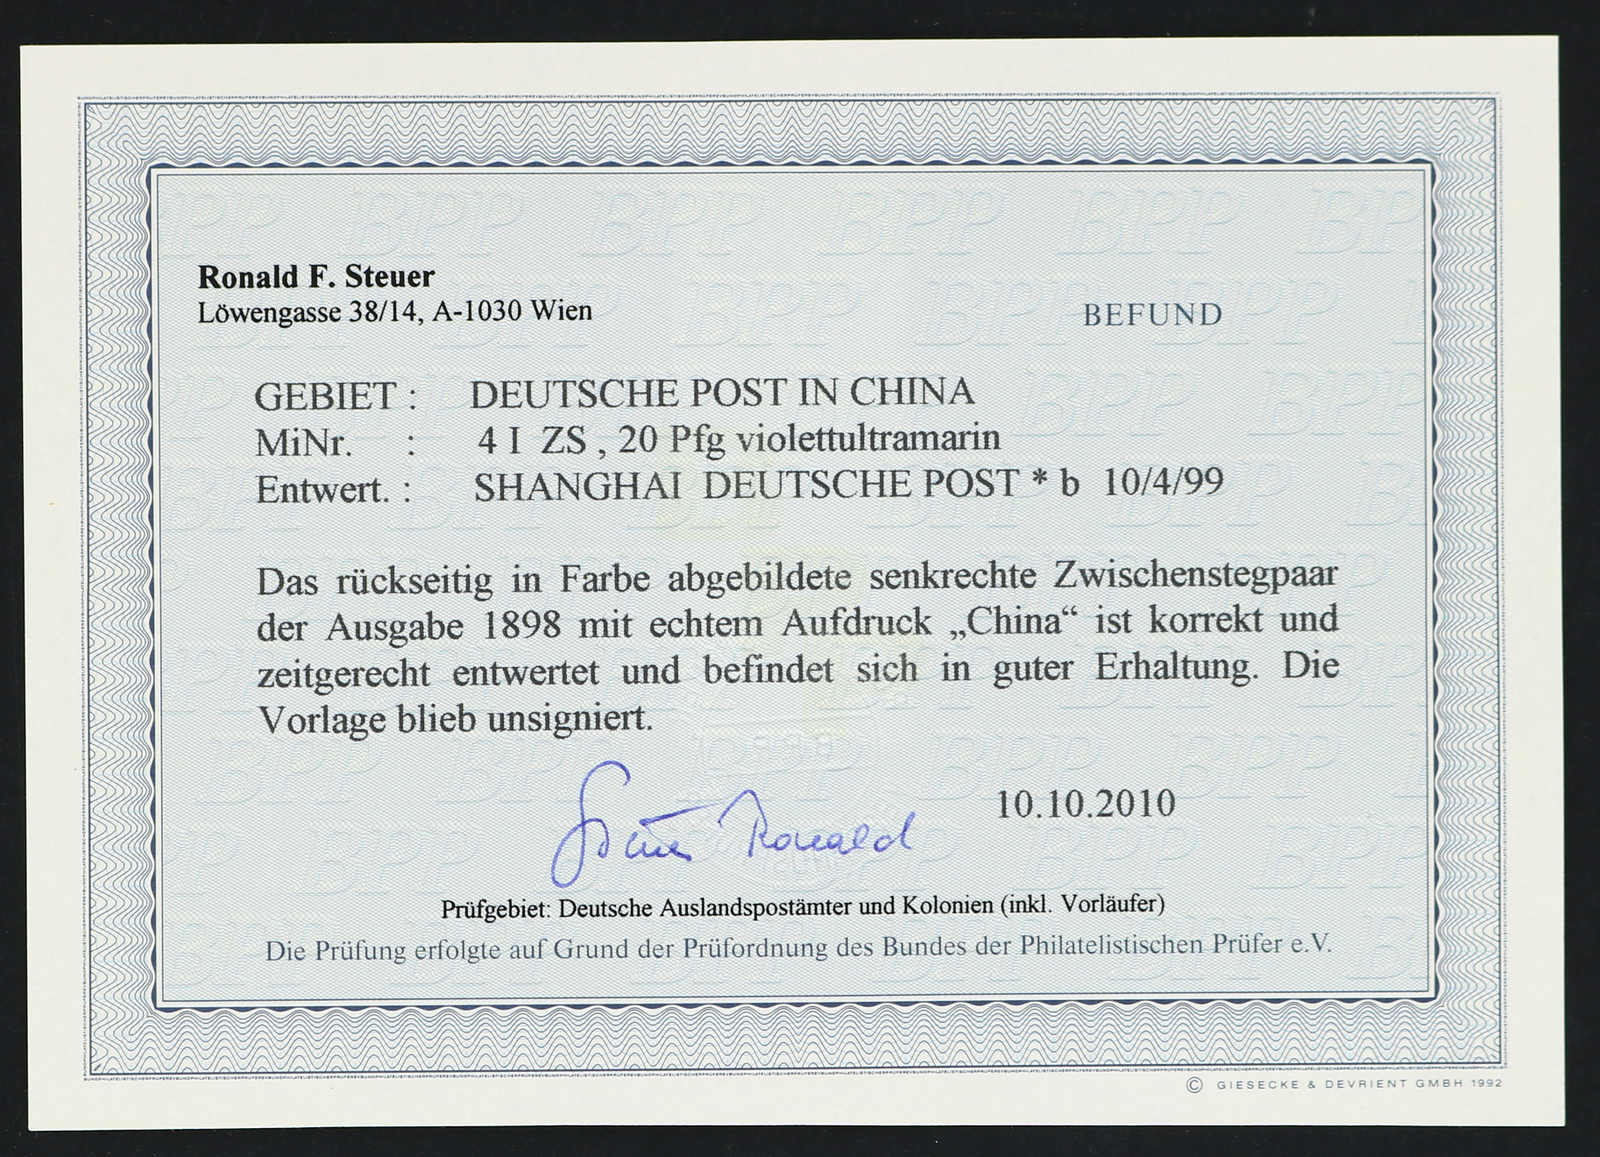 Ronald F. Steuer
Löwengasse 38/14, A-1030 Wien
BEFUND
GEBIET : DEUTSCHE POST IN CHINA
MiNr. : 4 I ZS , 20 Pfg violettultramarin
Entwert. : SHANGHAI DEUTSCHE POST * b 10/4/99
Das rückseitig in Farbe abgebildete senkrechte Zwischenstegpaar
der Ausgabe 1898 mit echtem Aufdruck „China“ ist korrekt und
zeitgerecht entwertet und befindet sich in guter Erhaltung. Die
Vorlage blieb unsigniert.
Steuer Ronald
10.10.2010
Prüfgebiet: Deutsche Auslandspostämter und Kolonien (inkl. Vorläufer)
Die Prüfung erfolgte auf Grund der Prüfordnung des Bundes der Philatelistischen Prüfer e.V.
© GIESECKE & DEVRIENT GMBH 1992